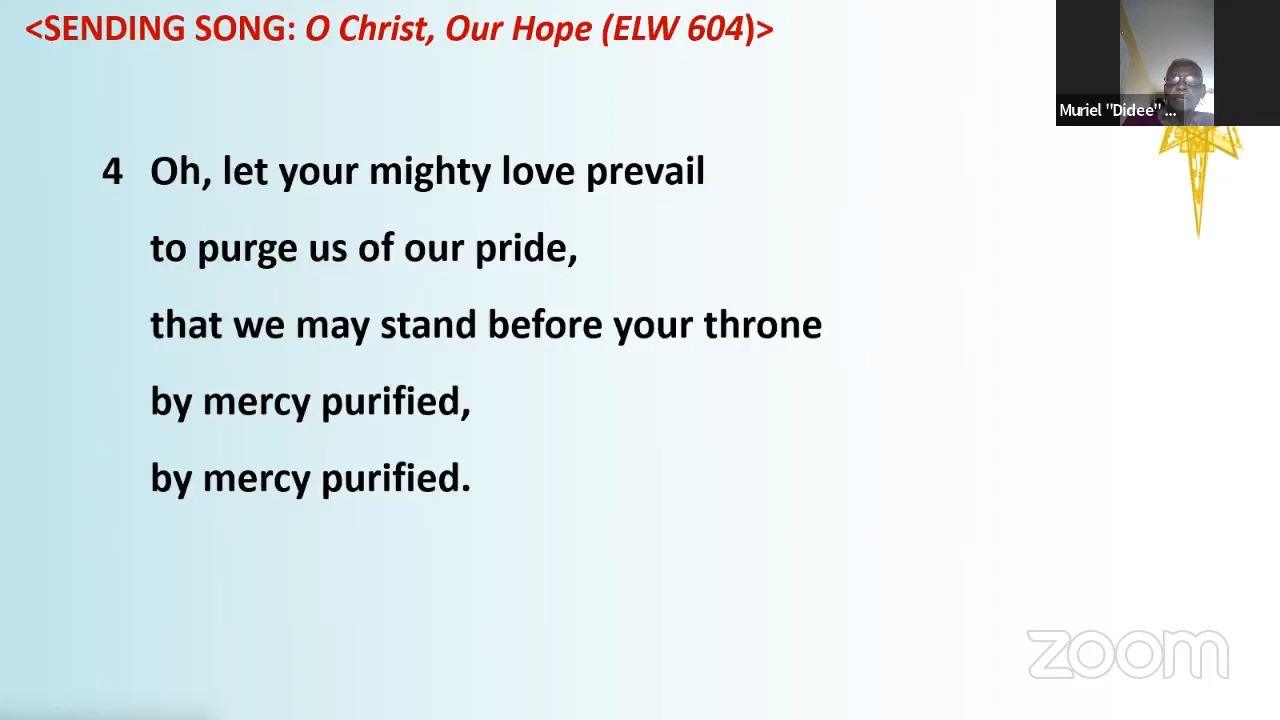 <SENDING SONG: O Christ, Our Hope (ELW 604)>
Muriel "Didee" ...
4 Oh, let your mighty love prevail
to purge us of our pride,
that we may stand before your throne
by mercy purified,
by mercy purified.
zoom